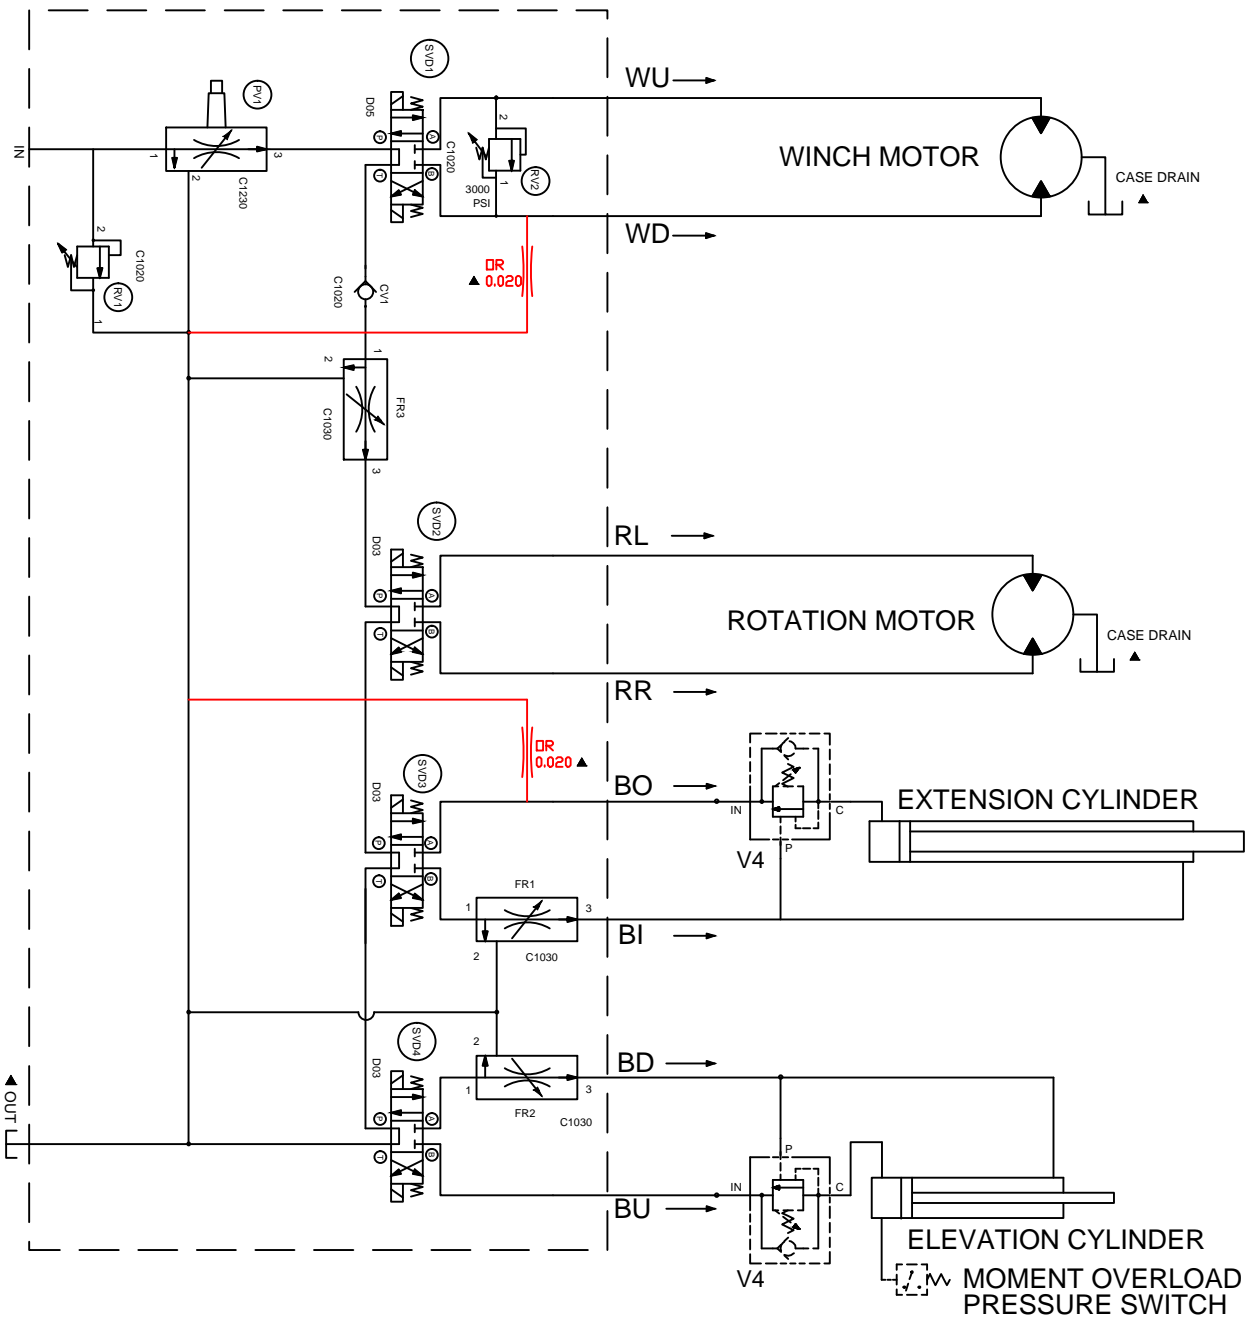 SVD1
PV1
D05
WU
IN
1
3
P
A
2
C1020
2
WINCH MOTOR
CASE DRAIN
C1230
T
B
1
3000
PSI
RV2
WD
2
C1020
RV1
1
C1020
CV1
OR
0.020
1
2
FR3
C1030
3
SVD2
D03
RL
P
A
ROTATION MOTOR
CASE DRAIN
T
B
RR
OR
0.020
SVD3
D03
BO
IN
C
EXTENSION CYLINDER
P
A
V4
P
T
B
FR1
1
3
BI
2
C1030
SVD4
D03
2
BD
1
3
FR2
C1030
OUT
P
A
P
T
B
IN
C
BU
ELEVATION CYLINDER
V4
MOMENT OVERLOAD
PRESSURE SWITCH